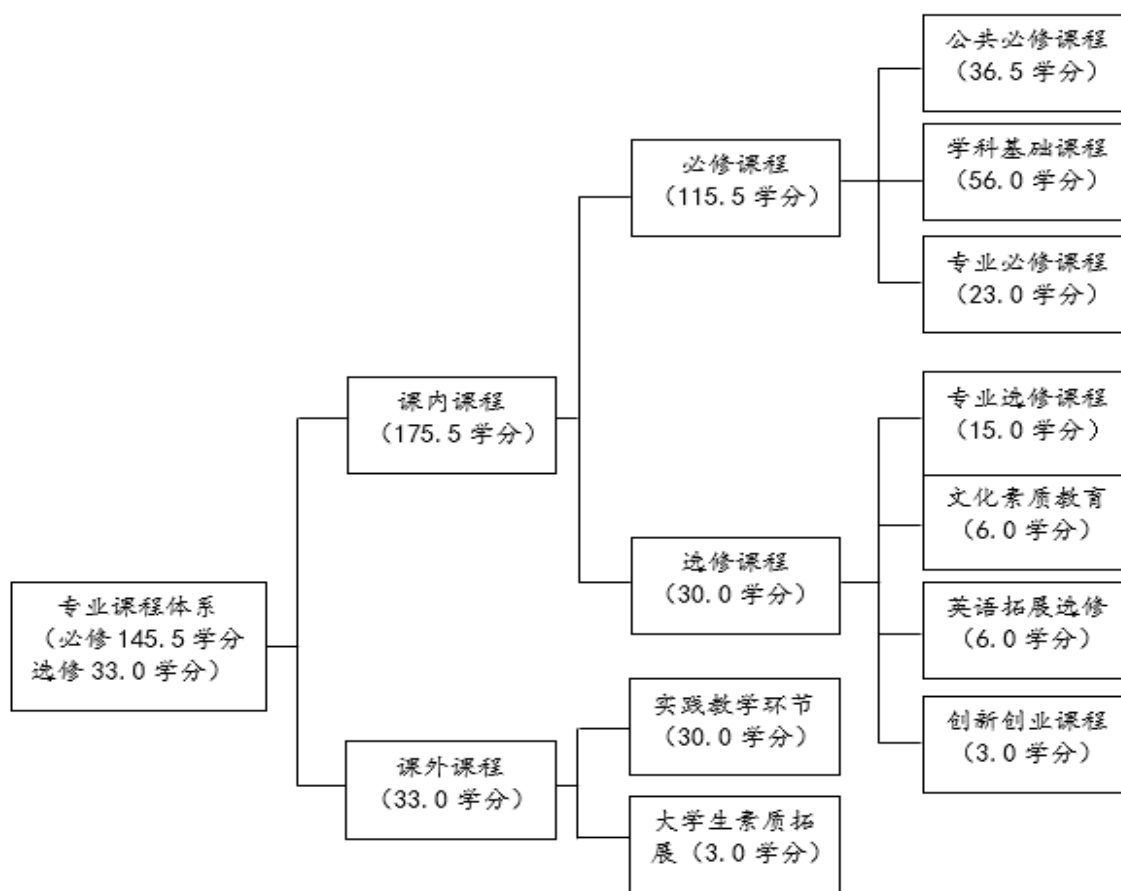 公共必修课程
（36.5 学分）
学科基础课程
（56.0 学分）
必修课程
（115.5 学分）
专业必修课程
（23.0 学分）
课内课程
（175.5 学分）
专业选修课程
（15.0 学分）
文化素质教育
（6.0 学分）
选修课程
（30.0 学分）
英语拓展选修
（6.0 学分）
创新创业课程
（3.0 学分）
专业课程体系
（必修 145.5 学分
选修 33.0 学分）
实践教学环节
（30.0 学分）
课外课程
（33.0 学分）
大学生素质拓
展（3.0 学分）